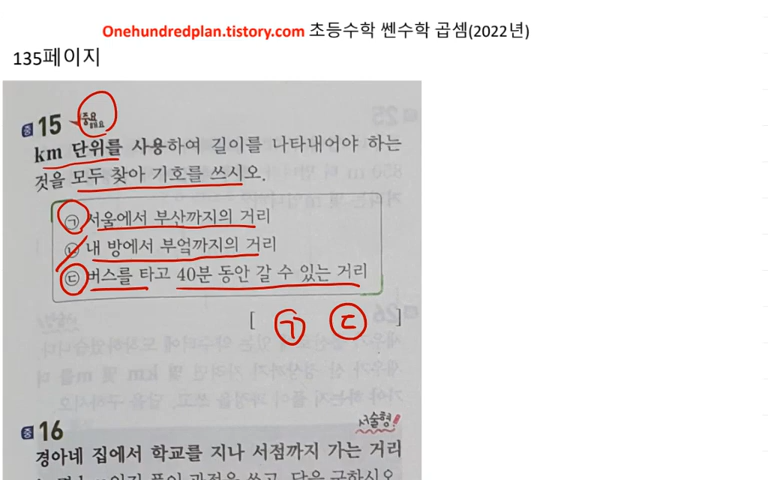 Onehundredplan.tistory.com 초등수학 쎈수학 곱셈(2022년)
135페이지
중 15 중요해요
km 단위를 사용하여 길이를 나타내어야 하는
것을 모두 찾아 기호를 쓰시오.
㉠ 서울에서 부산까지의 거리
㉡ 내 방에서 부엌까지의 거리
㉢ 버스를 타고 40분 동안 갈 수 있는 거리
[ ㉠ ㉢ ]
중 16 서술형
경아네 집에서 학교를 지나 서점까지 가는 거리